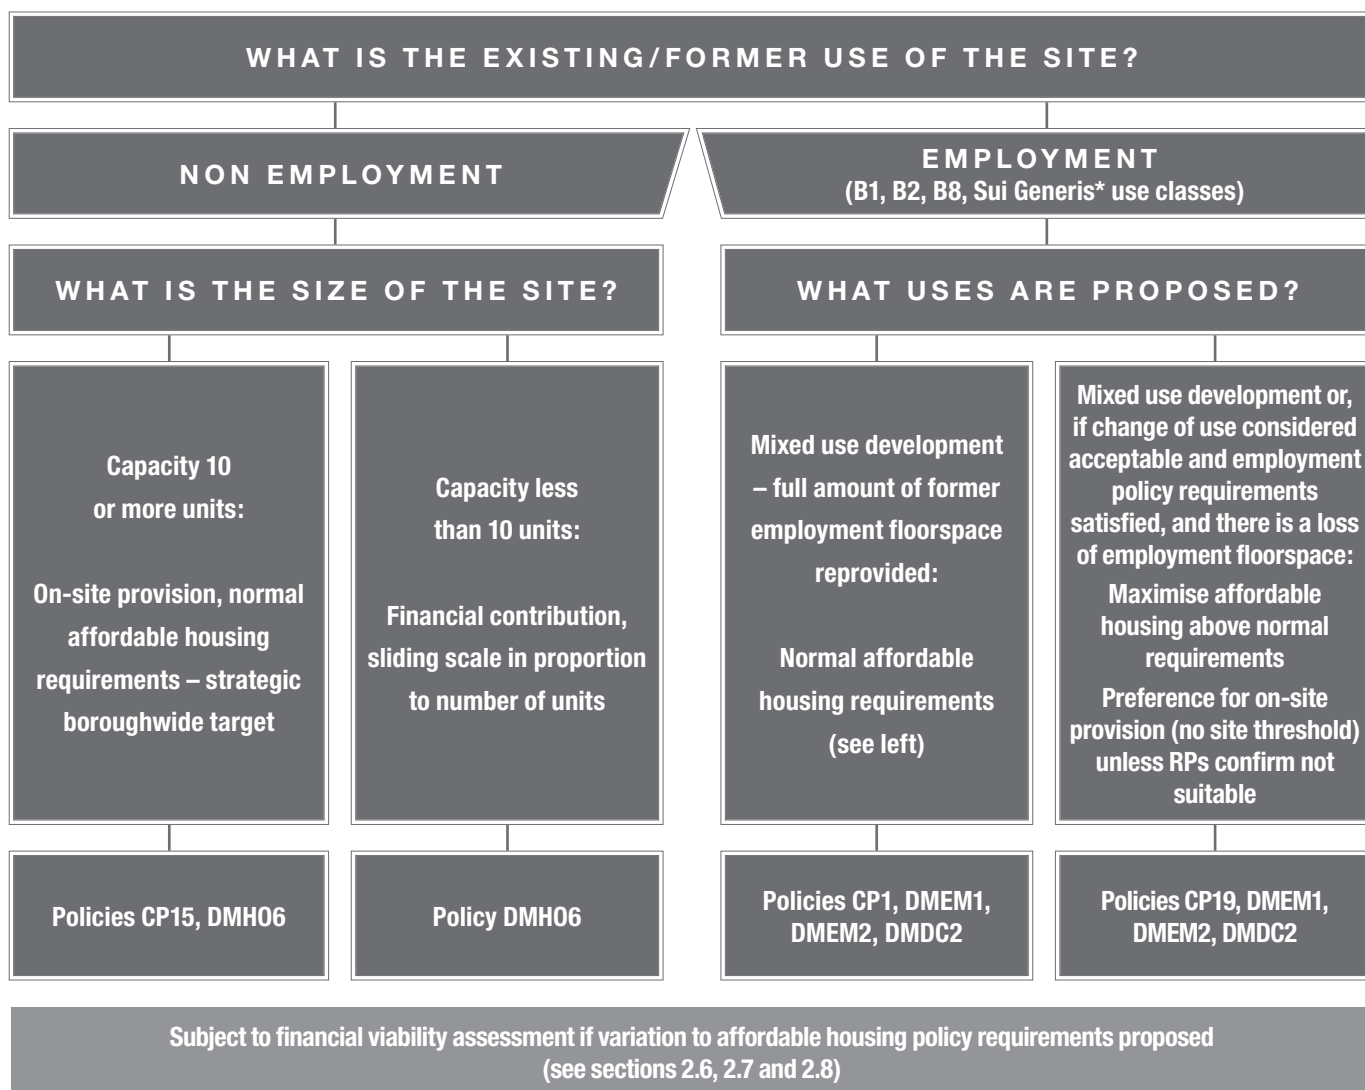 WHAT IS THE EXISTING/FORMER USE OF THE SITE?
NON EMPLOYMENT
EMPLOYMENT
(B1, B2, B8, Sui Generis* use classes)
WHAT IS THE SIZE OF THE SITE?
WHAT USES ARE PROPOSED?
Capacity 10
or more units:
On-site provision, normal
affordable housing
requirements – strategic
boroughwide target
Capacity less
than 10 units:
Financial contribution,
sliding scale in proportion
to number of units
Mixed use development
– full amount of former
employment floorspace
reprovided:
Normal affordable
housing requirements
(see left)
Mixed use development or,
if change of use considered
acceptable and employment
policy requirements
satisfied, and there is a loss
of employment floorspace:
Maximise affordable
housing above normal
requirements
Preference for on-site
provision (no site threshold)
unless RPs confirm not
suitable
Policies CP15, DMHO6
Policy DMHO6
Policies CP1, DMEM1,
DMEM2, DMDC2
Policies CP19, DMEM1,
DMEM2, DMDC2
Subject to financial viability assessment if variation to affordable housing policy requirements proposed
(see sections 2.6, 2.7 and 2.8)